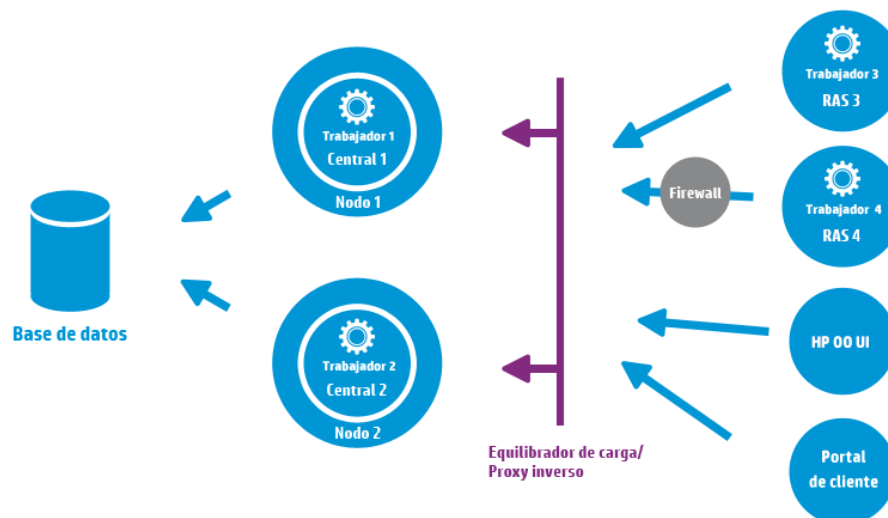 Trabajador 1
Central 1
Nodo 1
Trabajador 2
Central 2
Nodo 2
Base de datos
Equilibrador de carga/
Proxy inverso
Trabajador 3
RAS 3
Firewall
Trabajador 4
RAS 4
HP OO UI
Portal
de cliente